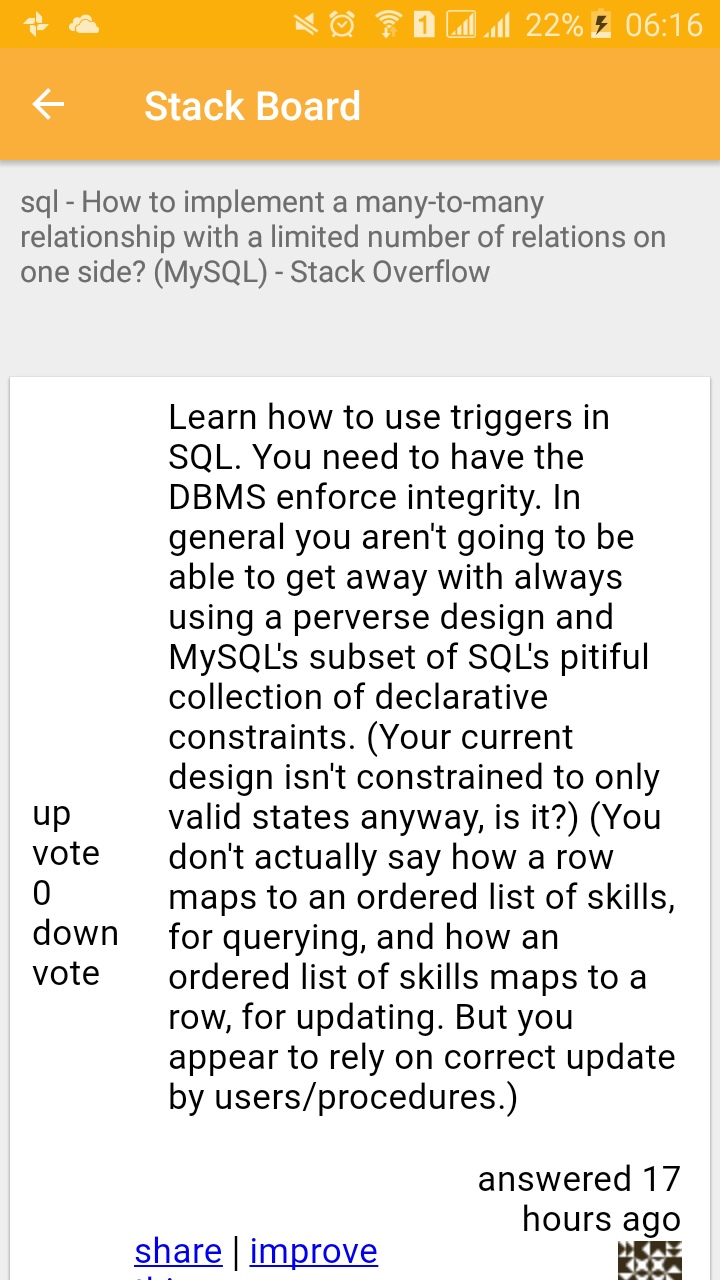 22% 06:16
Stack Board
sql - How to implement a many-to-many
relationship with a limited number of relations on
one side? (MySQL) - Stack Overflow
Learn how to use triggers in
SQL. You need to have the
DBMS enforce integrity. In
general you aren't going to be
able to get away with always
using a perverse design and
MySQL's subset of SQL's pitiful
collection of declarative
constraints. (Your current
design isn't constrained to only
valid states anyway, is it?) (You
don't actually say how a row
maps to an ordered list of skills,
for querying, and how an
ordered list of skills maps to a
row, for updating. But you
appear to rely on correct update
by users/procedures.)
up
vote
0
down
vote
answered 17
hours ago
share | improve